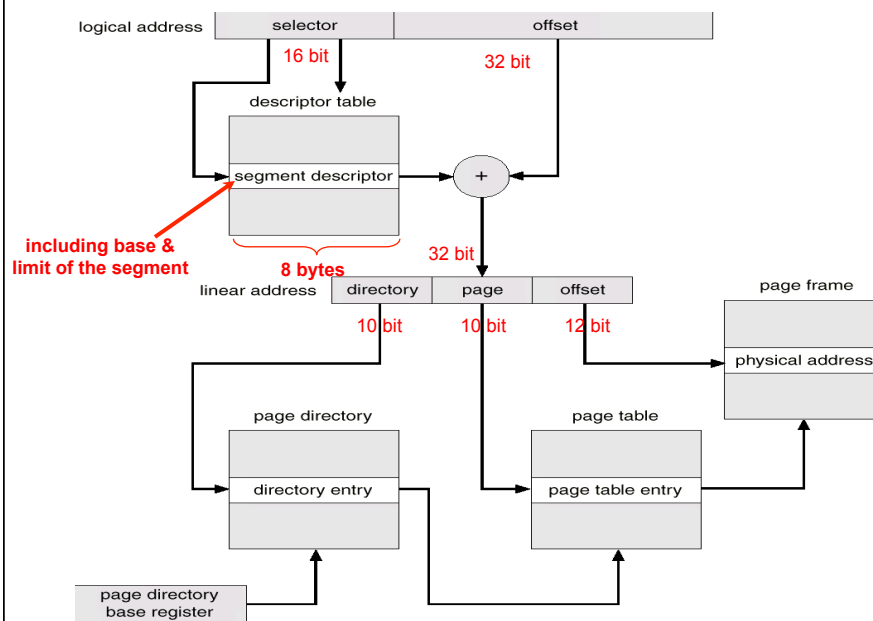 logical address
selector
offset
16 bit
32 bit
descriptor table
segment descriptor
+
including base &
limit of the segment
8 bytes
32 bit
linear address
directory
page
offset
page frame
10 bit
10 bit
12 bit
physical address
page directory
page table
directory entry
page table entry
page directory
base register